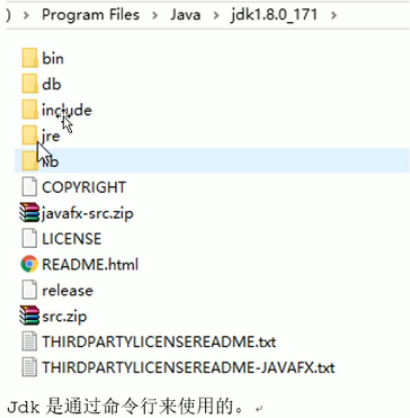 ) › Program Files › Java › jdk1.8.0_171 ›
bin
db
include
jre
lib
COPYRIGHT
javafx-src.zip
LICENSE
README.html
release
src.zip
THIRDPARTYLICENSEREADME.txt
THIRDPARTYLICENSEREADME-JAVAFX.txt
Jdk 是通过命令行来使用的。